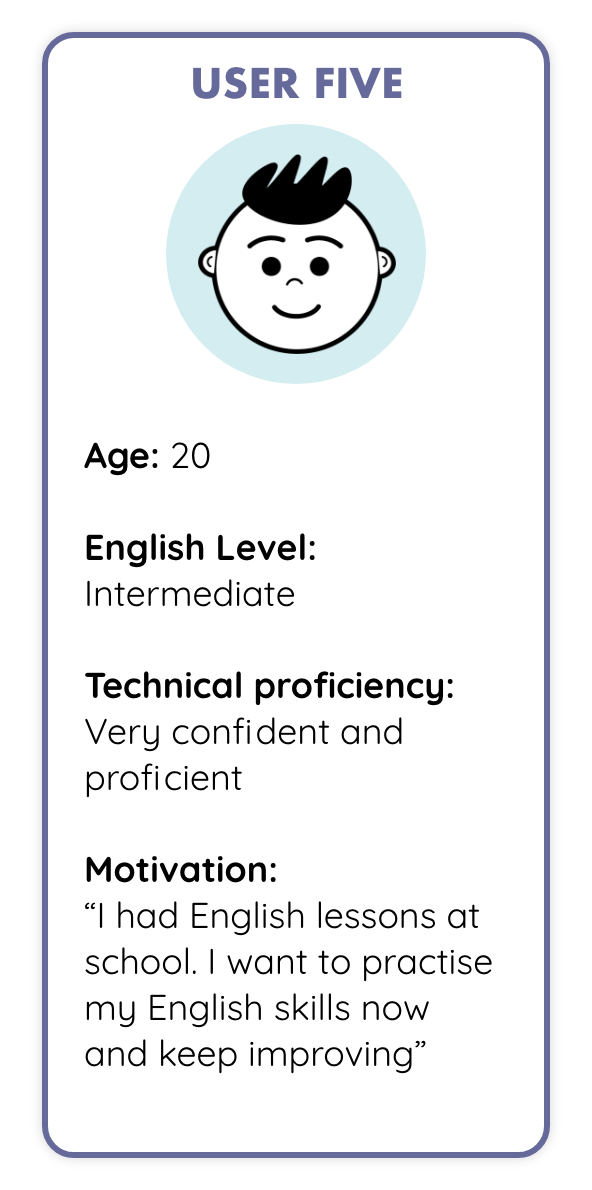 USER FIVE
Age: 20
English Level:
Intermediate
Technical proficiency:
Very confident and
proficient
Motivation:
“I had English lessons at
school. I want to practise
my English skills now
and keep improving”